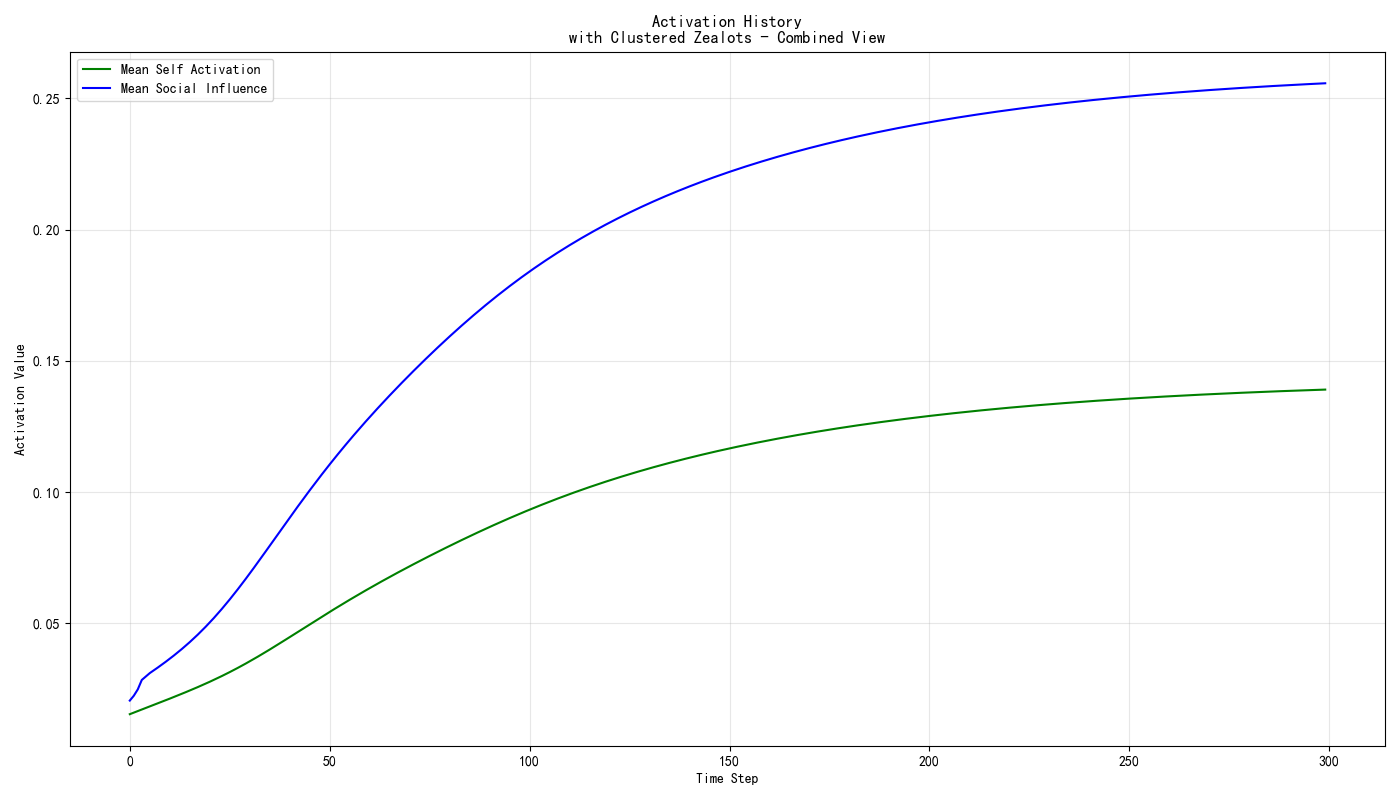 Activation History
with Clustered Zealots - Combined View
Mean Self Activation
Mean Social Influence
Activation Value
0.25
0.20
0.15
0.10
0.05
0 50 100 150 200 250 300
Time Step